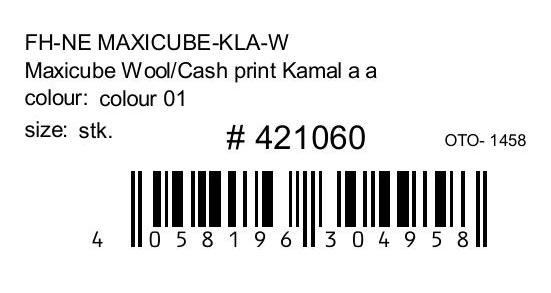 FH-NE MAXICUBE-KLA-W
Maxicube Wool/Cash print Kamal a a
colour: colour 01
size: stk.
# 421060
OTO- 1458
4 058196 304958